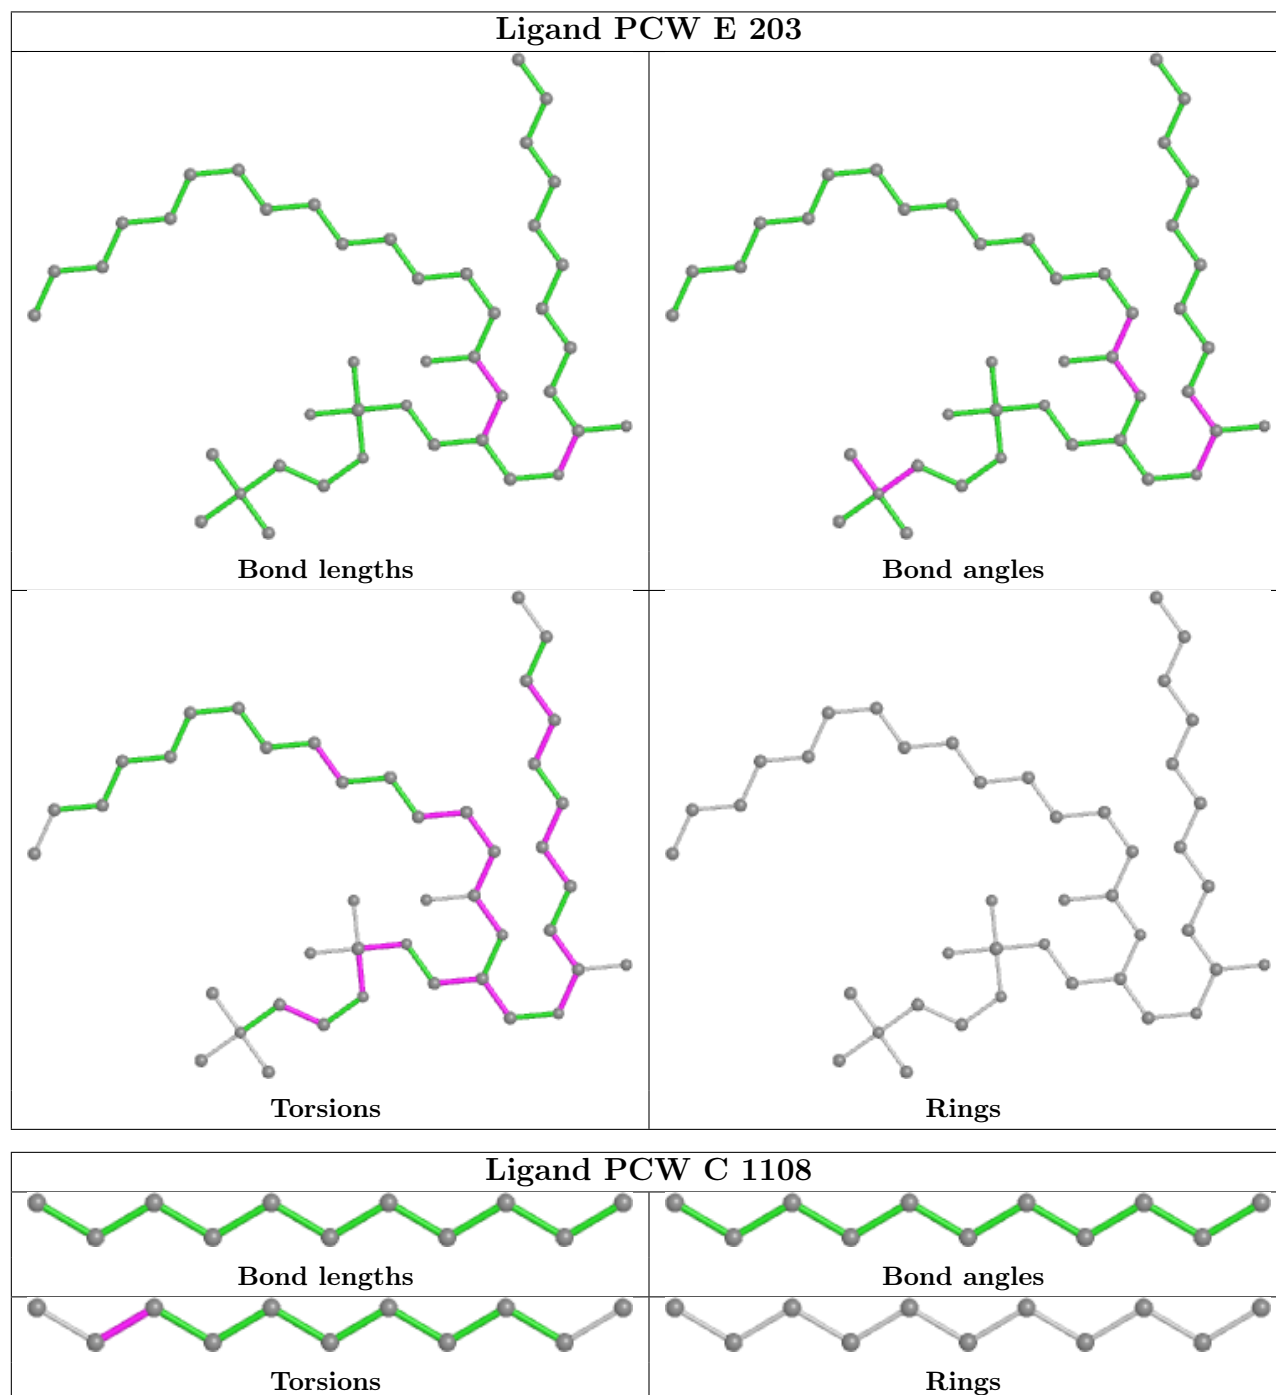 Ligand PCW E 203
Bond lengths
Bond angles
Torsions
Rings
Ligand PCW C 1108
Bond lengths
Bond angles
Torsions
Rings